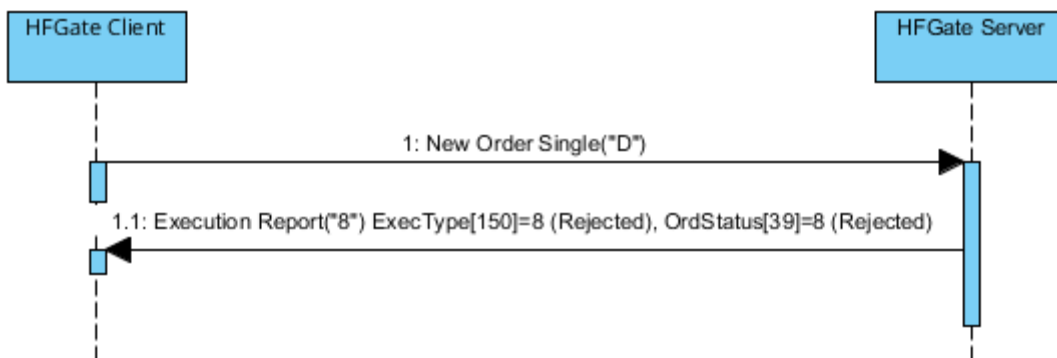 HFGate Client
HFGate Server
1: New Order Single("D")
1.1: Execution Report("8") ExecType[150]=8 (Rejected), OrdStatus[39]=8 (Rejected)